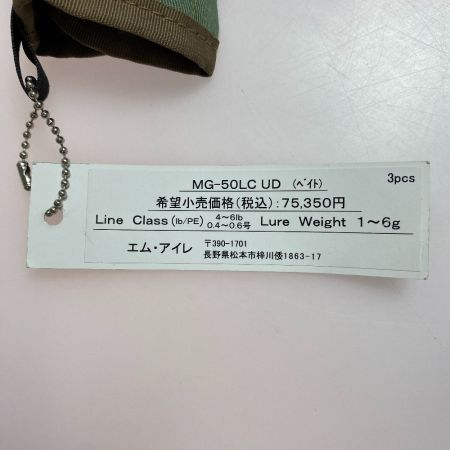 MG-50LC UD (ベイト) 3pcs
希望小売価格(税込):75,350円
Line Class(lb/PE) 4～6lb 0.4～0.6号 Lure Weight 1～6g
エム・アイレ 〒390-1701
長野県松本市梓川倭1863-17